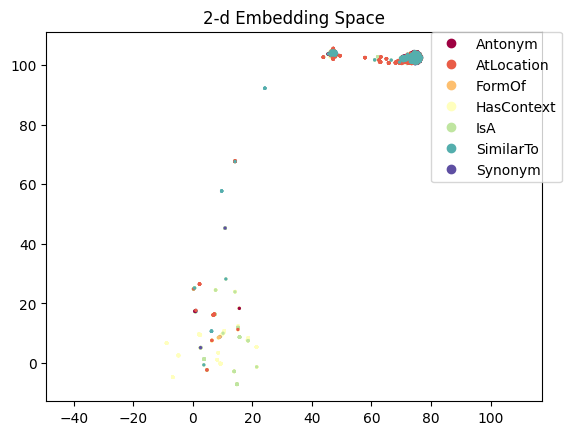 2-d Embedding Space
100
80
60
40
20
0
−40
−20
0
20
40
60
80
100
Antonym
AtLocation
FormOf
HasContext
IsA
SimilarTo
Synonym